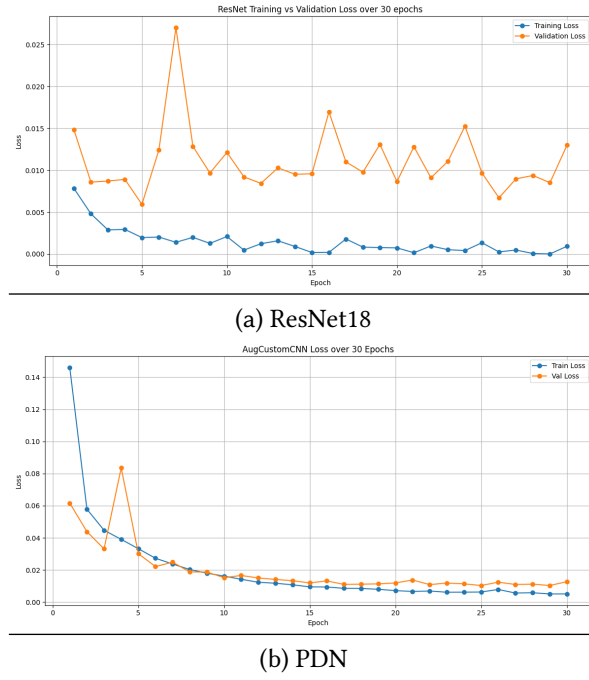 ResNet Training vs Validation Loss over 30 epochs
Training Loss
Validation Loss
0.025
0.020
0.015
0.010
0.005
0.000
Loss
0 5 10 15 20 25 30
Epoch
(a) ResNet18
AugCustomCNN Loss over 30 Epochs
Train Loss
Val Loss
0.14
0.12
0.10
0.08
0.06
0.04
0.02
0.00
Loss
0 5 10 15 20 25 30
Epoch
(b) PDN